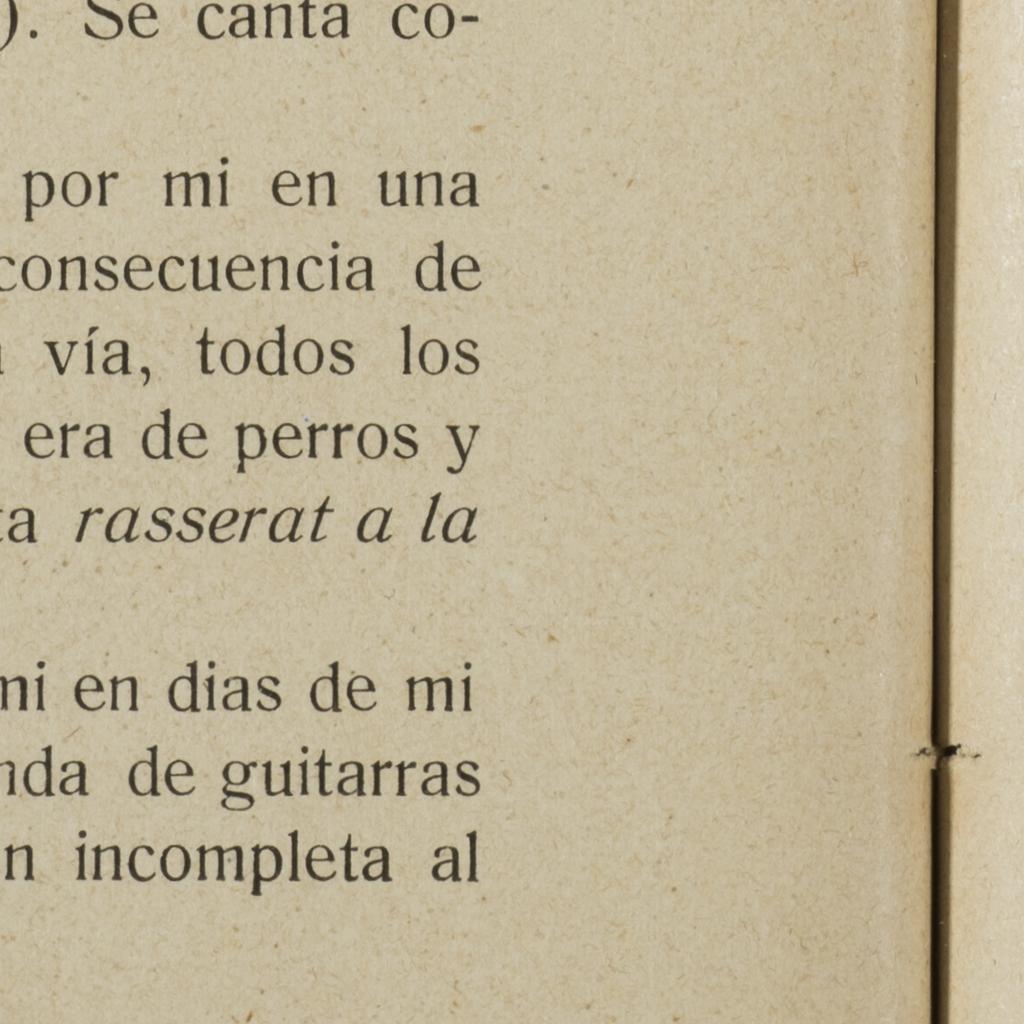 ). Se canta co-
por mi en una
consecuencia de
vía, todos los
era de perros y
ta rasserat a la
mi en dias de mi
nda de guitarras
n incompleta al